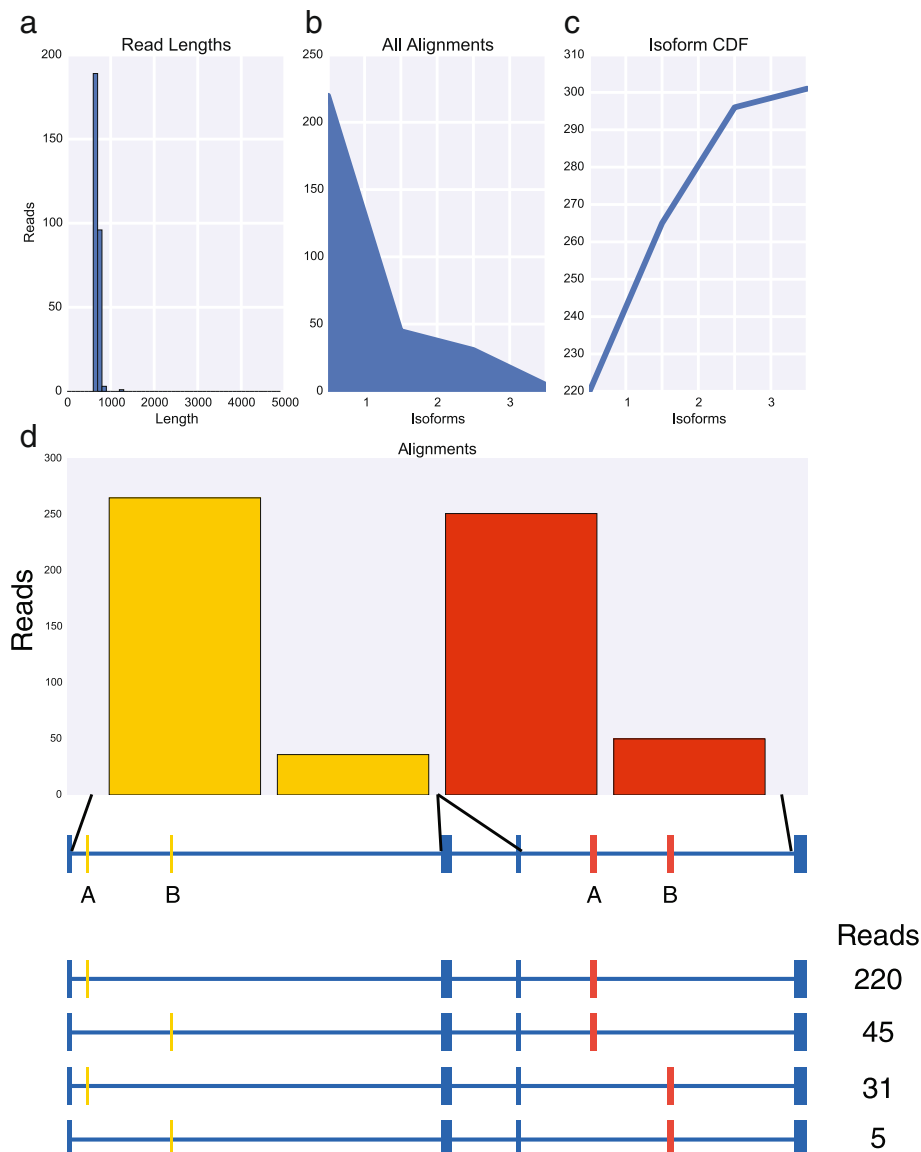 a
Read Lengths
200
150
100
50
0
Reads
0 1000 2000 3000 4000 5000
Length
b
All Alignments
250
200
150
100
50
0
1 2 3
Isoforms
c
Isoform CDF
310
300
290
280
270
260
250
240
230
220
1 2 3
Isoforms
d
Alignments
300
250
200
150
100
50
0
Reads
A B A B
Reads
220
45
31
5